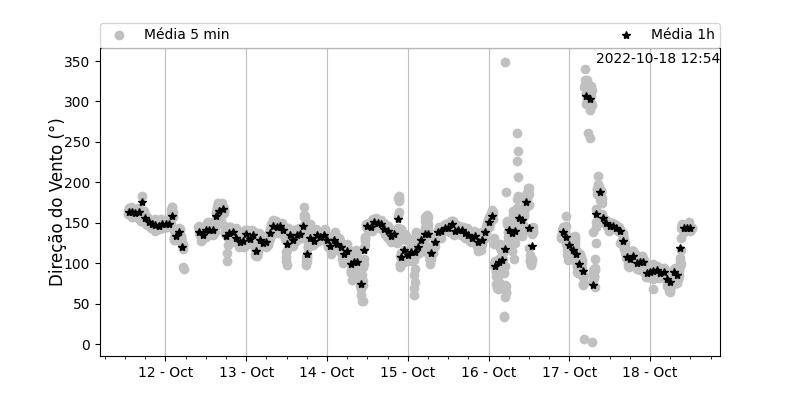 Média 5 min
Média 1h
2022-10-18 12:54
Direção do Vento (°)
350
300
250
200
150
100
50
0
12 - Oct
13 - Oct
14 - Oct
15 - Oct
16 - Oct
17 - Oct
18 - Oct